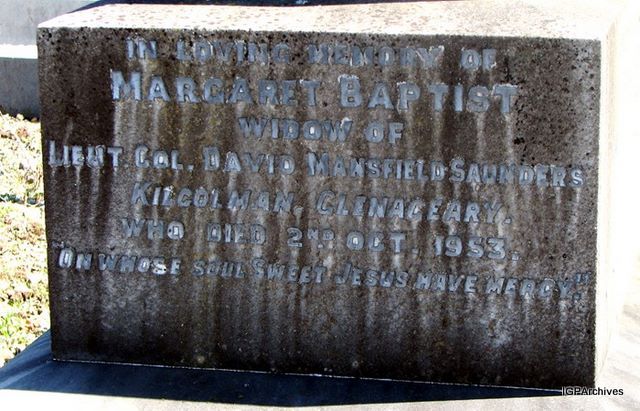 IN LOVING MEMORY OF
MARGARET BAPTIST
WIDOW OF
LIEUT COL. DAVID MANSFIELD SAUNDERS
KILCOLMAN. GLENAGEARY.
WHO DIED 2ND OCT. 1953.
"ON WHOSE SOUL SWEET JESUS HAVE MERCY."
IGPArchives